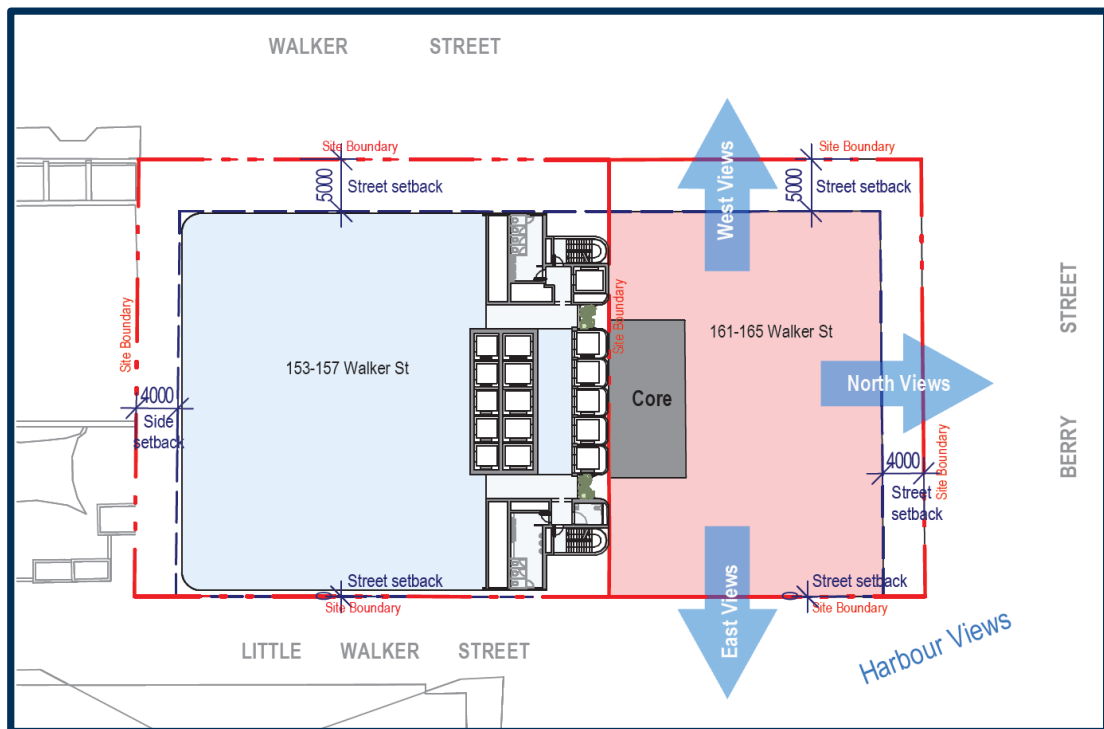 WALKER STREET
Site Boundary
Site Boundary
5000
Street setback
5000
Street setback
West Views
Site Boundary
161-165 Walker St
153-157 Walker St
Site Boundary
4000
Side
setback
Core
North Views
BERRY STREET
4000
Street
setback
Site Boundary
Street setback
0
Site Boundary
Street setback
0
Site Boundary
East Views
LITTLE WALKER STREET
Harbour Views